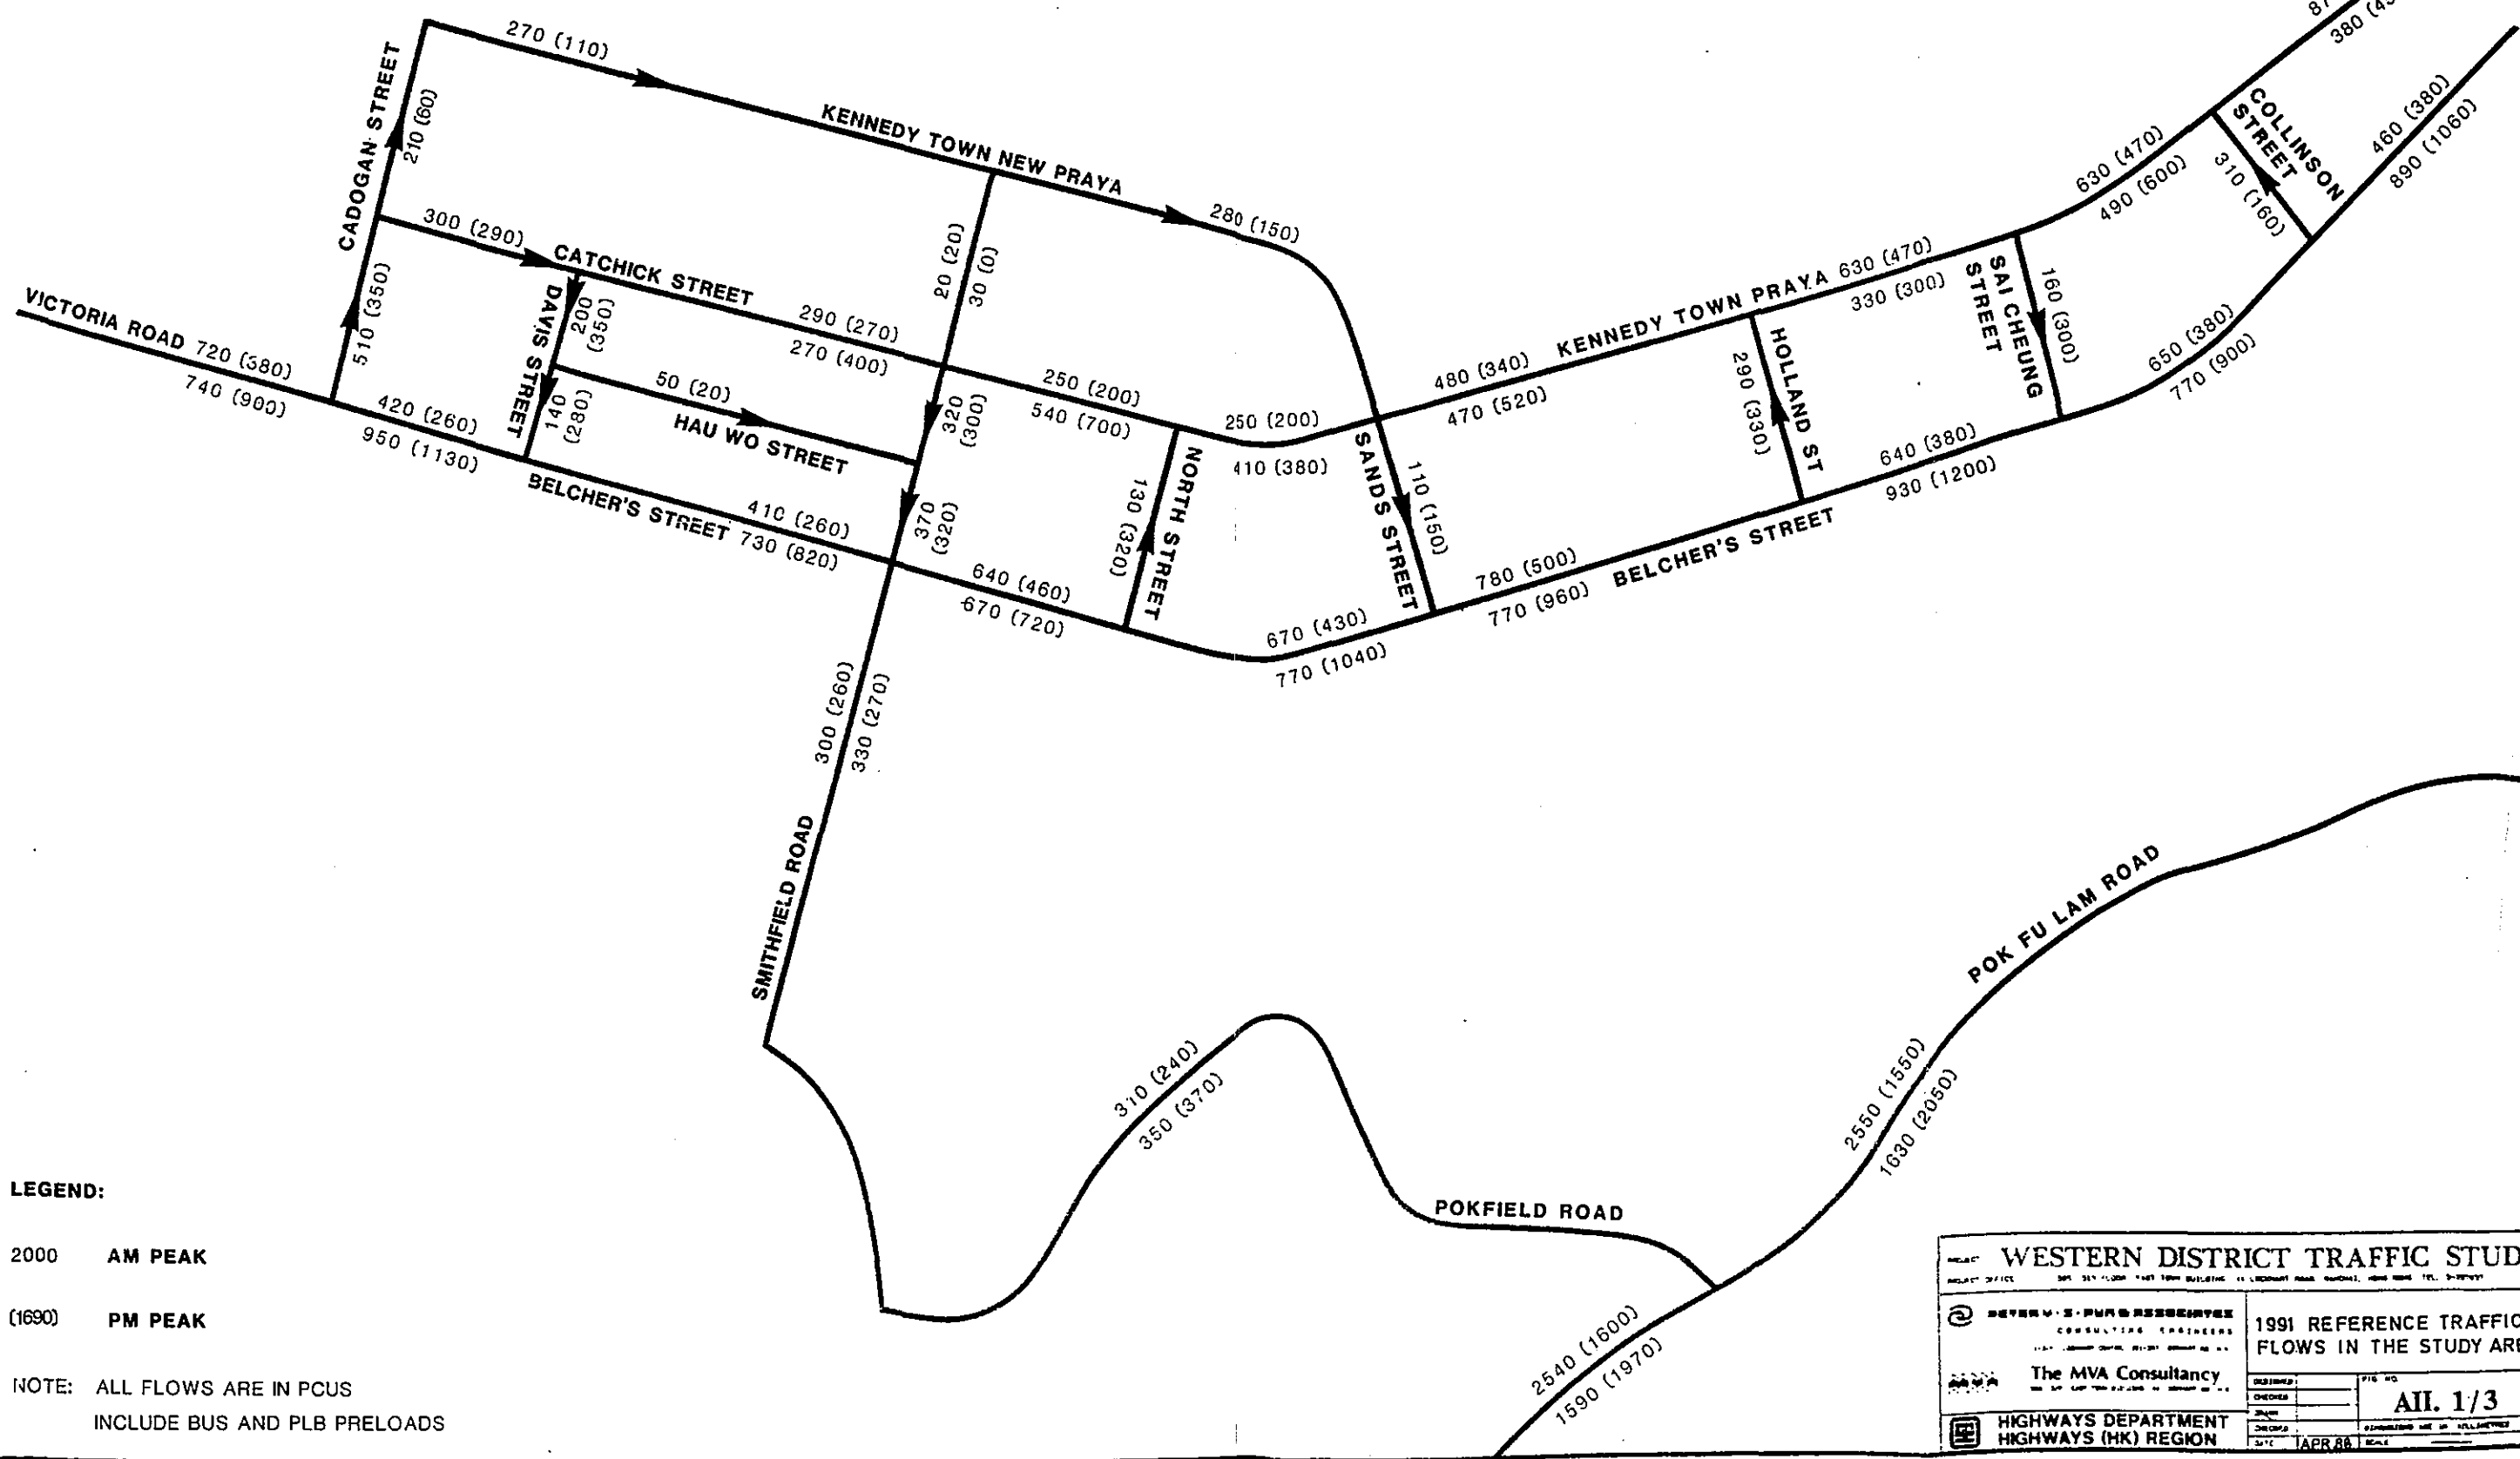 270 (110)
KENNEDY TOWN NEW PRAYA
280 (150)
CADOGAN STREET
210 (60)
510 (350)
300 (290)
CATCHICK STREET
290 (270)
270 (400)
20 (20)
30 (0)
VICTORIA ROAD 720 (580)
740 (900)
DAVIS STREET
200
(350)
140
(280)
50 (20)
HAU WO STREET
320
(300)
370
(320)
420 (260)
950 (1130)
BELCHER'S STREET
410 (260)
730 (820)
250 (200)
540 (700)
250 (200)
410 (380)
NORTH STREET
130 (320)
640 (460)
670 (720)
670 (430)
770 (1040)
SANDS STREET
110 (150)
480 (340)
470 (520)
KENNEDY TOWN PRAYA
630 (470)
330 (300)
HOLLAND ST
290 (330)
780 (500)
770 (960)
BELCHER'S STREET
640 (380)
930 (1200)
SAI CHEUNG
STREET
160 (300)
630 (470)
490 (600)
COLLINSON
STREET
310 (160)
650 (380)
770 (900)
460 (380)
890 (1060)
87
380 (4
300 (260)
330 (270)
SMITHFIELD ROAD
310 (240)
350 (370)
POKFIELD ROAD
POK FU LAM ROAD
2550 (1550)
1630 (2050)
2540 (1600)
1590 (1970)
LEGEND:
2000 AM PEAK
(1690) PM PEAK
NOTE: ALL FLOWS ARE IN PCUS
INCLUDE BUS AND PLB PRELOADS
WESTERN DISTRICT TRAFFIC STUD
CONSULTING ENGINEERS
The MVA Consultancy
HIGHWAYS DEPARTMENT
HIGHWAYS (HK) REGION
1991 REFERENCE TRAFFIC
FLOWS IN THE STUDY ARE
FIG NO.
AII. 1/3
APR 88